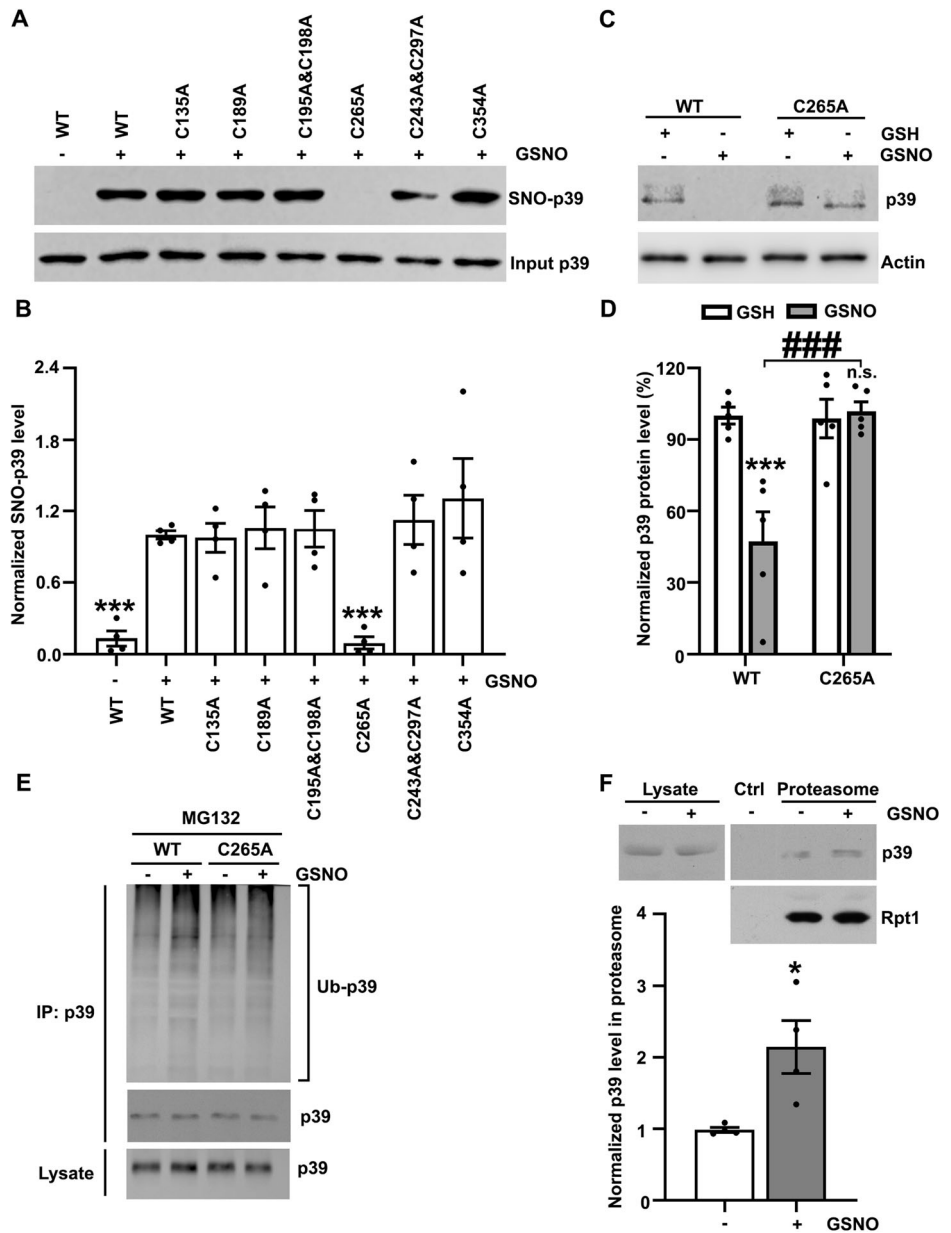 A
WT
WT
C135A
C189A
C195A&C198A
C265A
C243A&C297A
C354A
- + + + + + + + GSNO
SNO-p39
Input p39
C
WT C265A
+ - + - GSH
- + - + GSNO
p39
Actin
B
Normalized SNO-p39 level
2.4
1.8
1.2
0.6
0.0
***
***
- + + + + + + + GSNO
WT
WT
C135A
C189A
C195A&C198A
C265A
C243A&C297A
C354A
D
GSH GSNO
###
n.s.
***
Normalized p39 protein level (%)
120
90
60
30
0
WT C265A
E
MG132
WT C265A
- + - + GSNO
IP: p39
Ub-p39
p39
Lysate
p39
F
Lysate Ctrl Proteasome
- + - - + GSNO
p39
Rpt1
Normalized p39 level in proteasome
4
3
2
1
0
*
- + GSNO